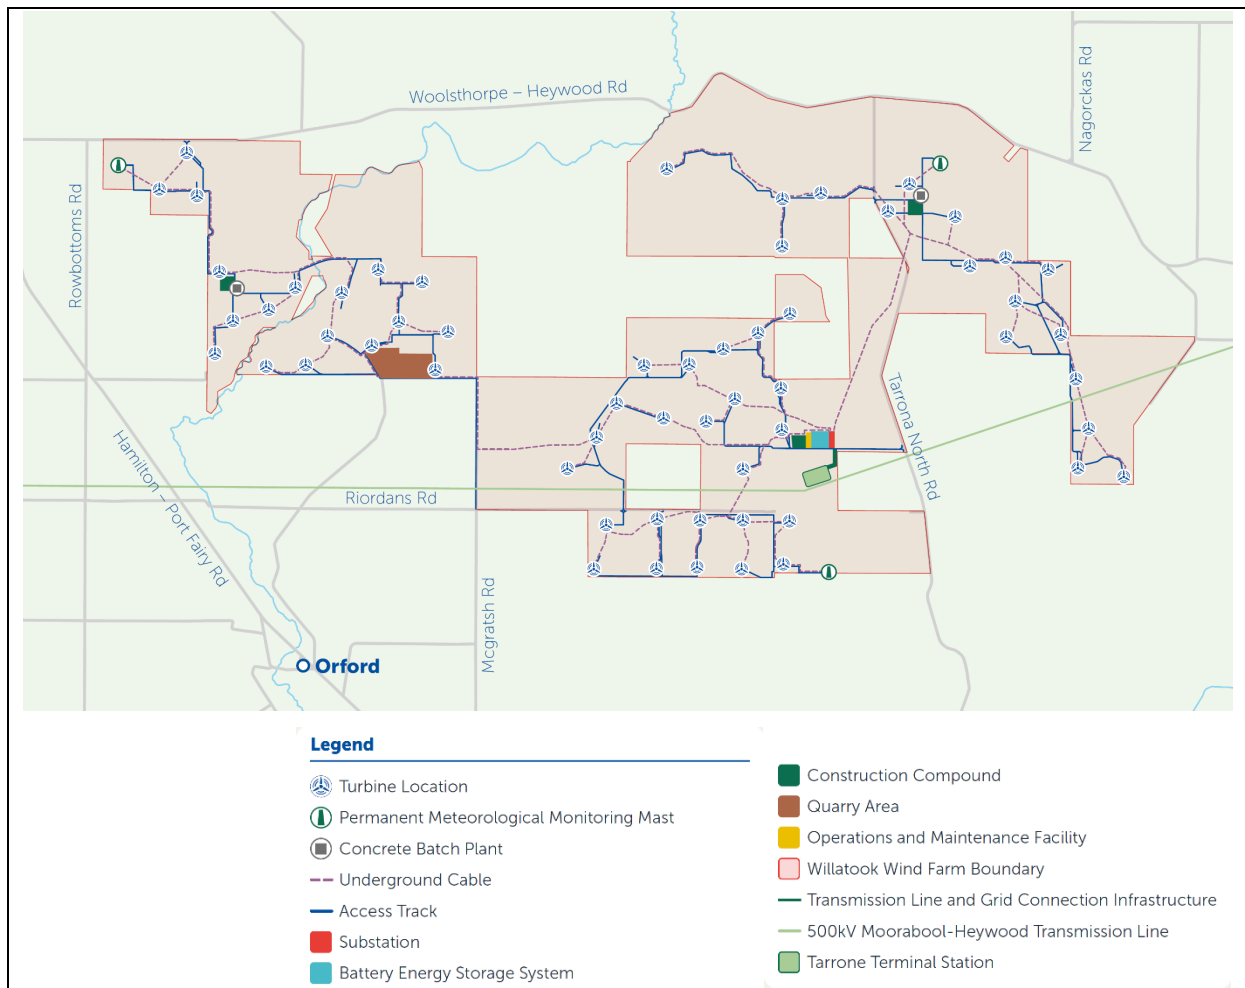 Woolsthorpe – Heywood Rd
Nagorckas Rd
Rowbottoms Rd
Hamilton – Port Fairy Rd
Riordans Rd
Tarrona North Rd
Mcgratsh Rd
Orford
Legend
Turbine Location
Permanent Meteorological Monitoring Mast
Concrete Batch Plant
Underground Cable
Access Track
Substation
Battery Energy Storage System
Construction Compound
Quarry Area
Operations and Maintenance Facility
Willatook Wind Farm Boundary
Transmission Line and Grid Connection Infrastructure
500kV Moorabool-Heywood Transmission Line
Tarrone Terminal Station